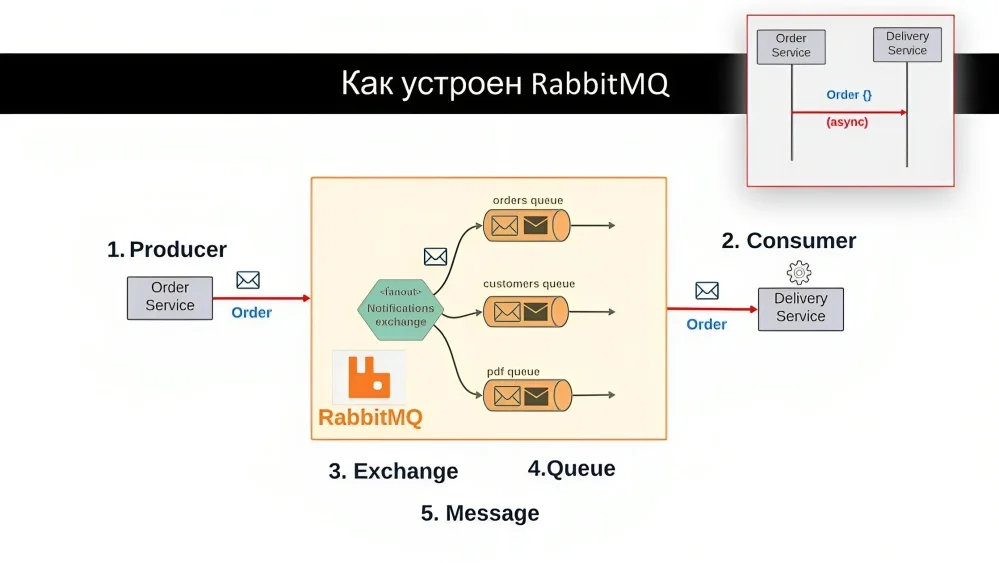 Как устроен RabbitMQ
Order
Service
Delivery
Service
Order {}
(async)
1. Producer
Order
Service
Order
orders queue
customers queue
pdf queue
<fanout>
Notifications
exchange
RabbitMQ
2. Consumer
Delivery
Service
Order
3. Exchange
4.Queue
5. Message